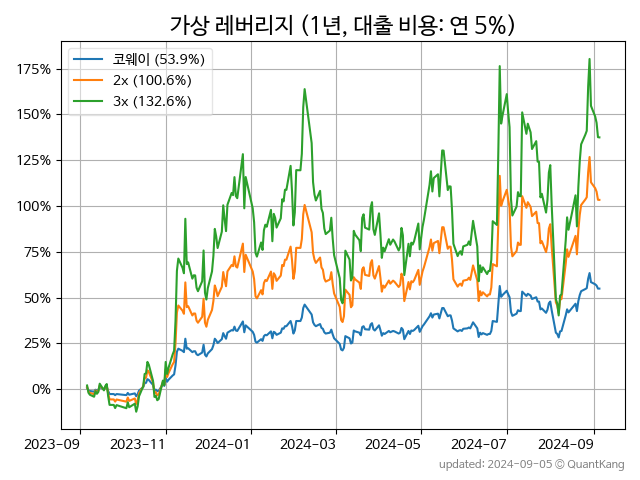 가상 레버리지 (1년, 대출 비용: 연 5%)
코웨이 (53.9%)
2x (100.6%)
3x (132.6%)
175%
150%
125%
100%
75%
50%
25%
0%
2023-09 2023-11 2024-01 2024-03 2024-05 2024-07 2024-09
updated: 2024-09-05 © QuantKang